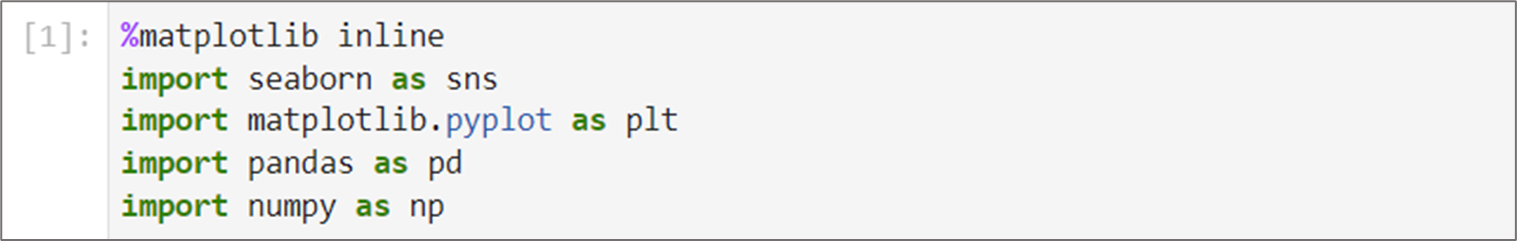 [1]: %matplotlib inline
import seaborn as sns
import matplotlib.pyplot as plt
import pandas as pd
import numpy as np